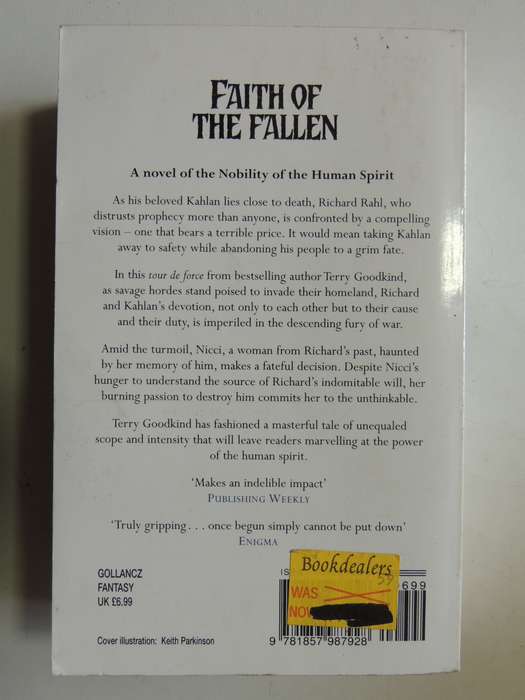 FAITH OF
THE FALLEN
A novel of the Nobility of the Human Spirit
As his beloved Kahlan lies close to death, Richard Rahl, who
distrusts prophecy more than anyone, is confronted by a compelling
vision – one that bears a terrible price. It would mean taking Kahlan
away to safety while abandoning his people to a grim fate.
In this tour de force from bestselling author Terry Goodkind,
as savage hordes stand poised to invade their homeland, Richard
and Kahlan's devotion, not only to each other but to their cause
and their duty, is imperiled in the descending fury of war.
Amid the turmoil, Nicci, a woman from Richard's past, haunted
by her memory of him, makes a fateful decision. Despite Nicci's
hunger to understand the source of Richard's indomitable will, her
burning passion to destroy him commits her to the unthinkable.
Terry Goodkind has fashioned a masterful tale of unequaled
scope and intensity that will leave readers marvelling at the power
of the human spirit.
'Makes an indelible impact'
PUBLISHING WEEKLY
'Truly gripping . . . once begun simply cannot be put down'
ENIGMA
GOLLANCZ
FANTASY
UK £6.99
Cover illustration: Keith Parkinson
IS
Bookdealers
WAS
NOW
699
9 781857 987928